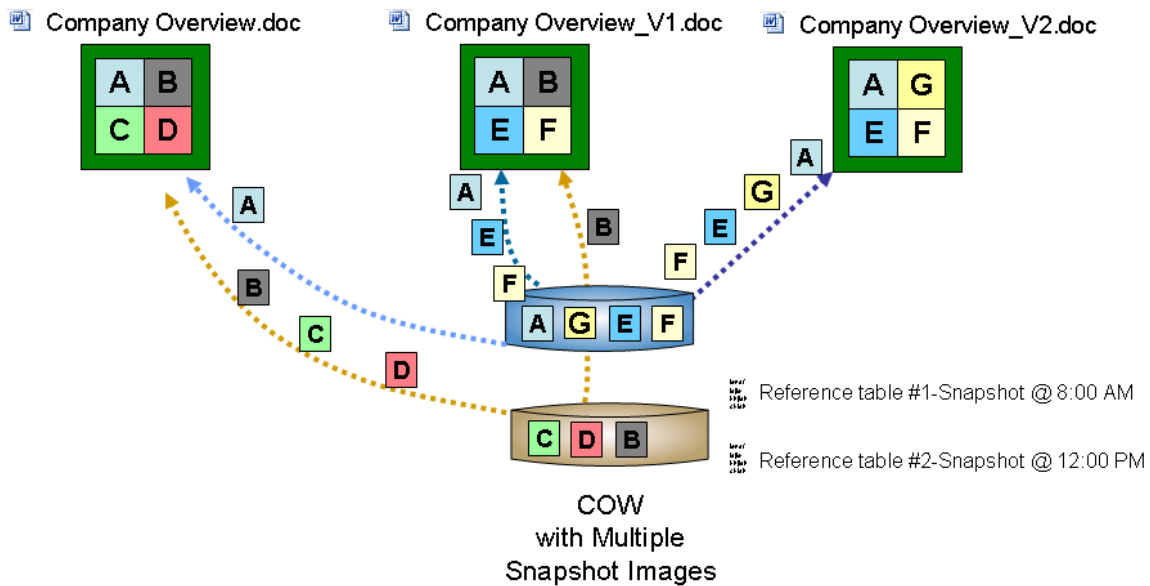 Company Overview.doc
Company Overview_V1.doc
Company Overview_V2.doc
A B
C D
A B
E F
A G
E F
A
B
C
D
A
E
F
B
F
E
G
A
A G E F
C D B
Reference table #1-Snapshot @ 8:00 AM
Reference table #2-Snapshot @ 12:00 PM
COW
with Multiple
Snapshot Images